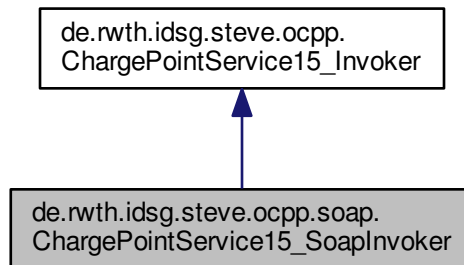 de.rwth.idsg.steve.ocpp.
ChargePointService15_Invoker
de.rwth.idsg.steve.ocpp.soap.
ChargePointService15_SoapInvoker